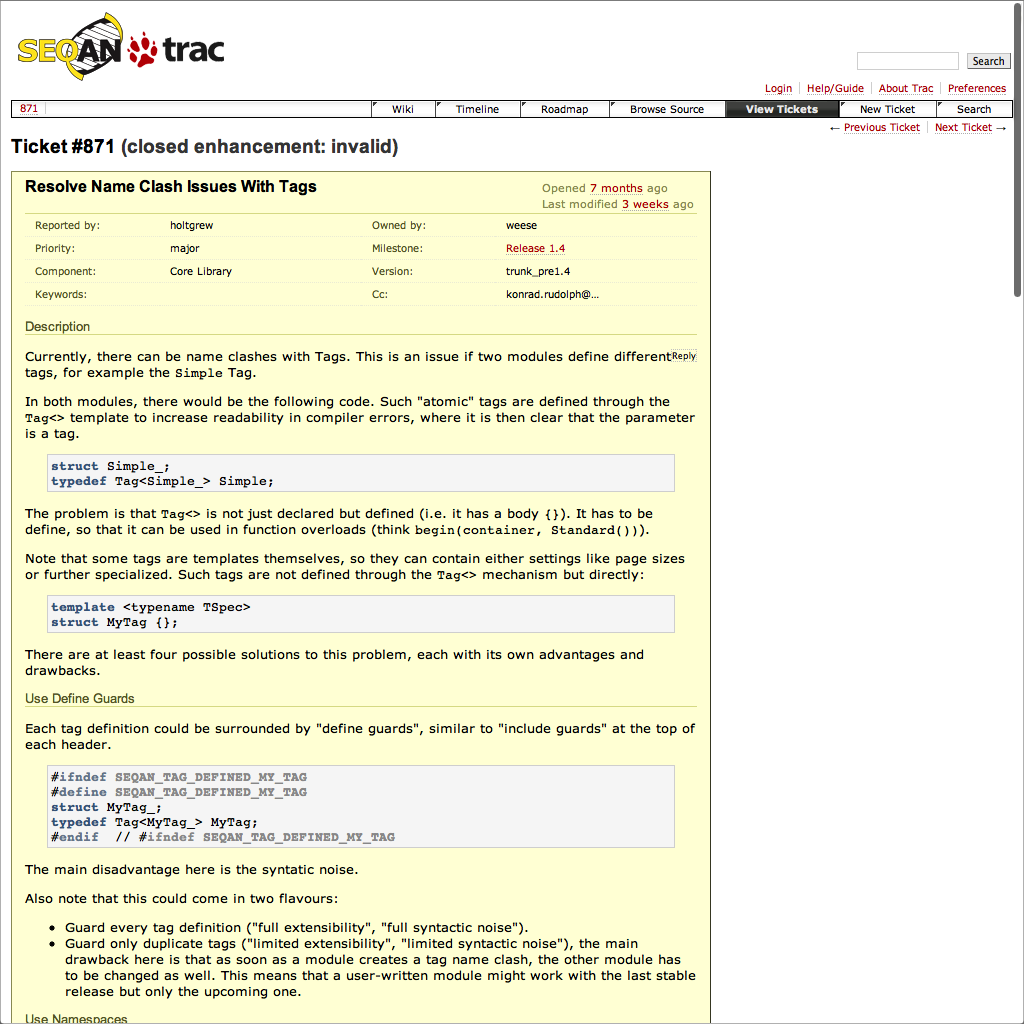 SEQAN trac
Search
Login Help/Guide About Trac Preferences
871 Wiki Timeline Roadmap Browse Source View Tickets New Ticket Search
← Previous Ticket Next Ticket →
Ticket #871 (closed enhancement: invalid)
Resolve Name Clash Issues With Tags
Opened 7 months ago
Last modified 3 weeks ago
Reported by: holtgrew Owned by: weese
Priority: major Milestone: Release 1.4
Component: Core Library Version: trunk_pre1.4
Keywords: Cc: konrad.rudolph@...
Description
Currently, there can be name clashes with Tags. This is an issue if two modules define different Reply
tags, for example the Simple Tag.
In both modules, there would be the following code. Such "atomic" tags are defined through the
Tag<> template to increase readability in compiler errors, where it is then clear that the parameter
is a tag.
struct Simple_;
typedef Tag<Simple_> Simple;
The problem is that Tag<> is not just declared but defined (i.e. it has a body {}). It has to be
define, so that it can be used in function overloads (think begin(container, Standard())).
Note that some tags are templates themselves, so they can contain either settings like page sizes
or further specialized. Such tags are not defined through the Tag<> mechanism but directly:
template <typename TSpec>
struct MyTag {};
There are at least four possible solutions to this problem, each with its own advantages and
drawbacks.
Use Define Guards
Each tag definition could be surrounded by "define guards", similar to "include guards" at the top of
each header.
#ifndef SEQAN_TAG_DEFINED_MY_TAG
#define SEQAN_TAG_DEFINED_MY_TAG
struct MyTag_;
typedef Tag<MyTag_> MyTag;
#endif // #ifndef SEQAN_TAG_DEFINED_MY_TAG
The main disadvantage here is the syntatic noise.
Also note that this could come in two flavours:
• Guard every tag definition ("full extensibility", "full syntactic noise").
• Guard only duplicate tags ("limited extensibility", "limited syntactic noise"), the main
drawback here is that as soon as a module creates a tag name clash, the other module has
to be changed as well. This means that a user-written module might work with the last stable
release but only the upcoming one.
Use Namespaces